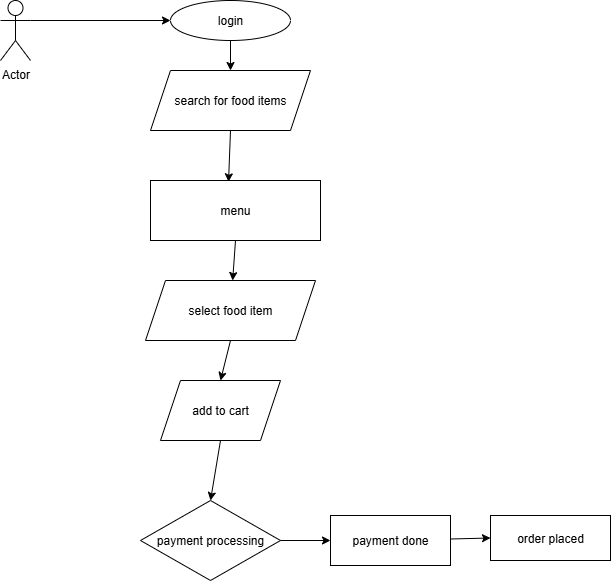 login
Actor
search for food items
menu
select food item
add to cart
payment processing
payment done
order placed